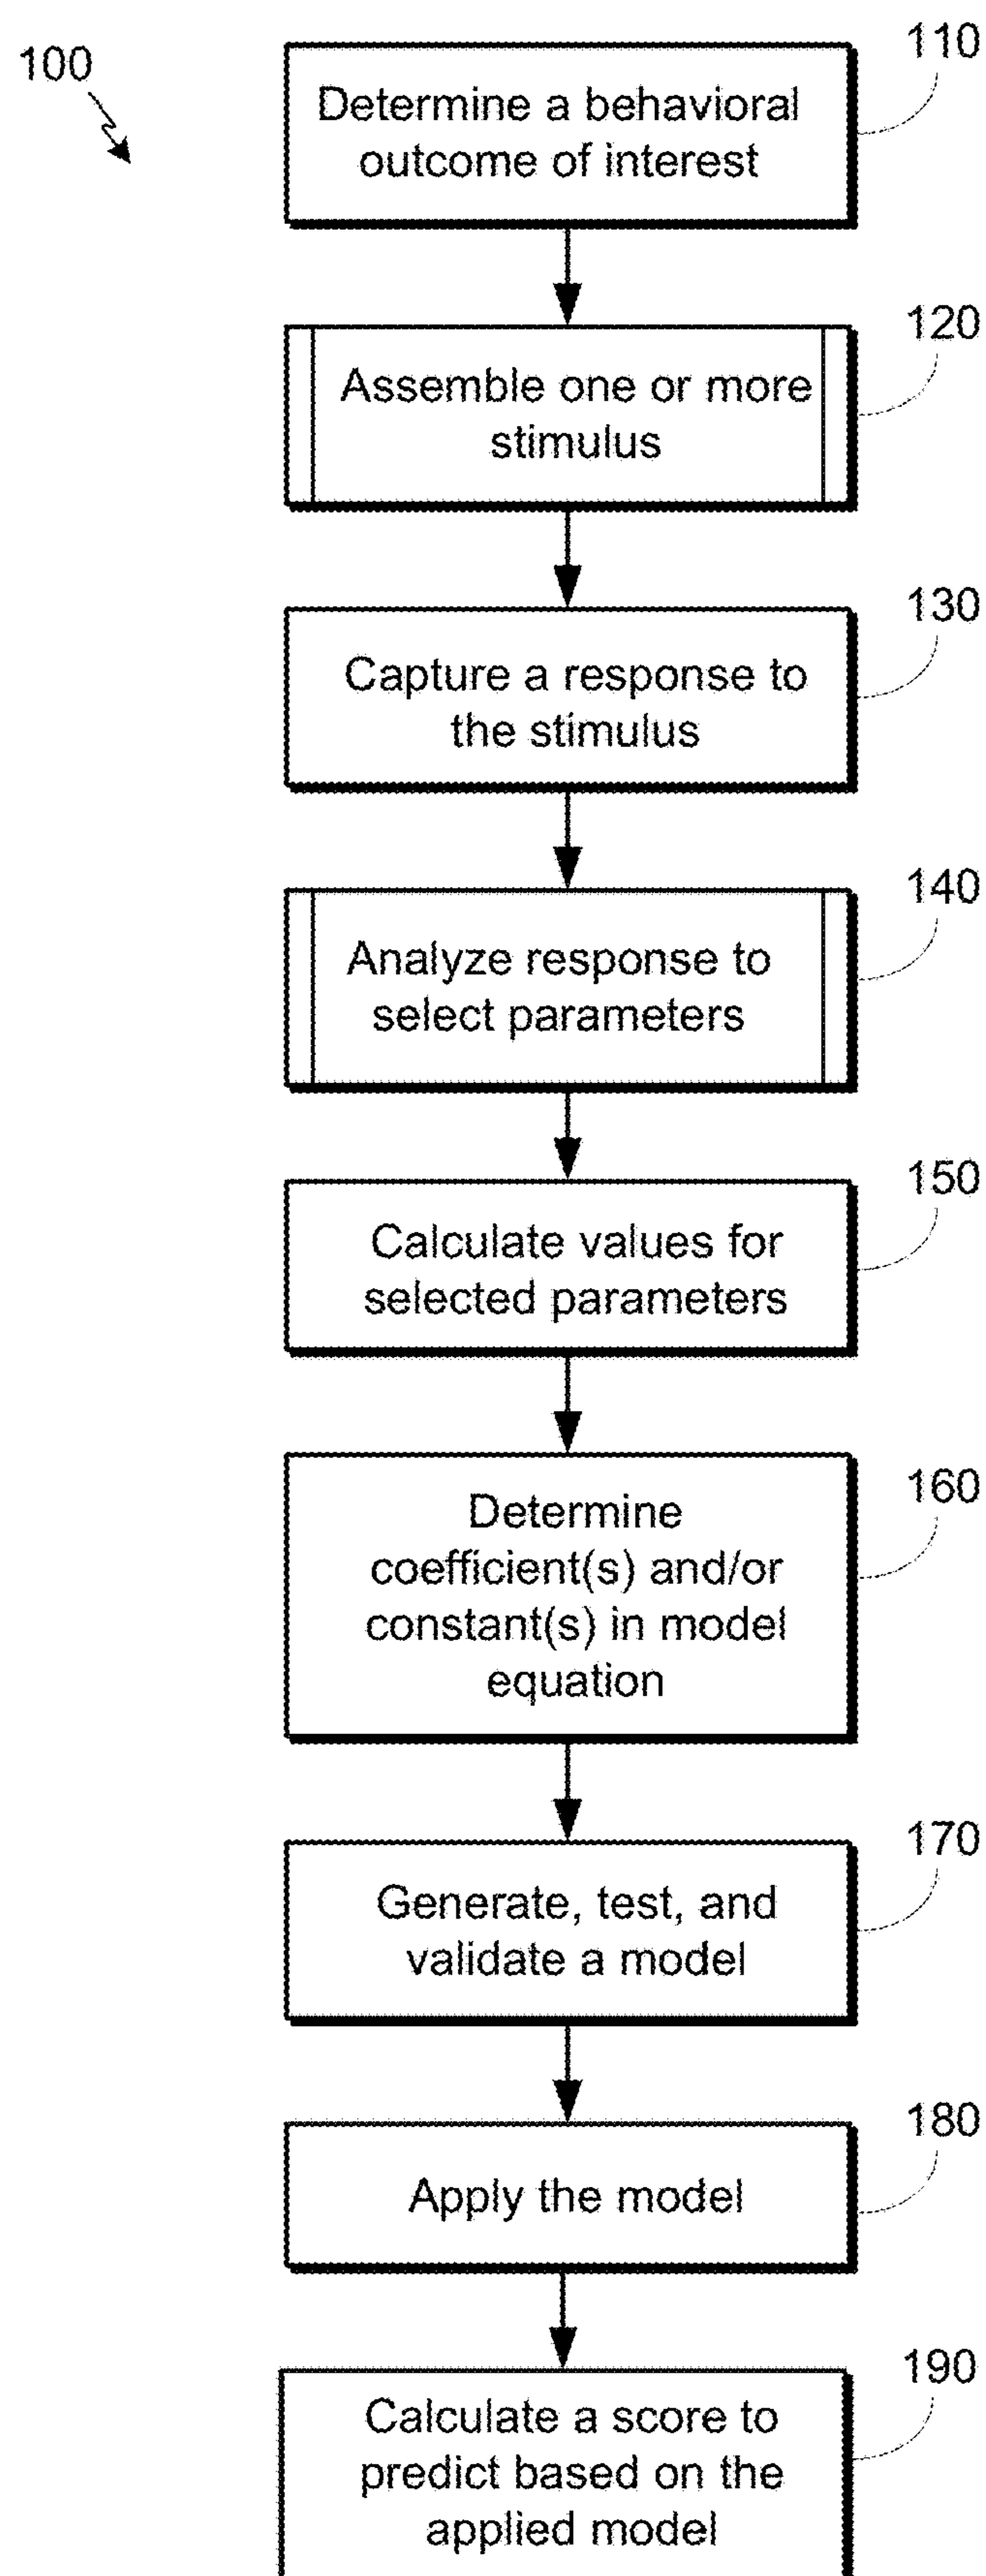 100
110
Determine a behavioral
outcome of interest
120
Assemble one or more
stimulus
130
Capture a response to
the stimulus
140
Analyze response to
select parameters
150
Calculate values for
selected parameters
160
Determine
coefficient(s) and/or
constant(s) in model
equation
170
Generate, test, and
validate a model
180
Apply the model
190
Calculate a score to
predict based on the
applied model